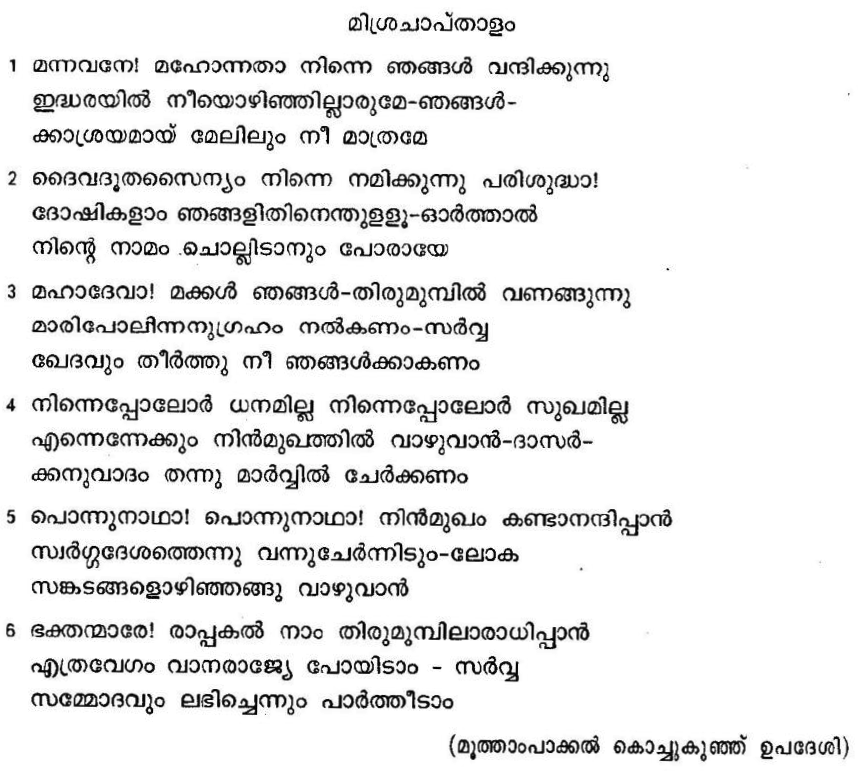 മിശ്രചാപ്താളം
1 മന്നവനേ! മഹോന്നതാ നിന്നെ ഞങ്ങൾ വന്ദിക്കുന്നു
ഇദ്ധരയിൽ നീയൊഴിഞ്ഞില്ലാരുമേ-ഞങ്ങൾ-
ക്കാശ്രയമായ് മേലിലും നീ മാത്രമേ
2 ദൈവദൂതസൈന്യം നിന്നെ നമിക്കുന്നു പരിശുദ്ധാ!
ദോഷികളാം ഞങ്ങളിതിനെന്തുളളൂ-ഓർത്താൽ
നിന്റെ നാമം ചൊല്ലിടാനും പോരായേ
3 മഹാദേവാ! മക്കൾ ഞങ്ങൾ-തിരുമുമ്പിൽ വണങ്ങുന്നു
മാരിപോലിന്നനുഗ്രഹം നൽകണം-സർവ്വ
ഖേദവും തീർത്തു നീ ഞങ്ങൾക്കാകണം
4 നിന്നെപ്പോലോർ ധനമില്ല നിന്നെപ്പോലോർ സുഖമില്ല
എന്നെന്നേക്കും നിൻമുഖത്തിൽ വാഴുവാൻ-ദാസർ-
ക്കനുവാദം തന്നു മാർവ്വിൽ ചേർക്കണം
5 പൊന്നുനാഥാ! പൊന്നുനാഥാ! നിൻമുഖം കണ്ടാനന്ദിപ്പാൻ
സ്വർഗ്ഗദേശത്തെന്നു വന്നുചേർന്നിടും-ലോക
സങ്കടങ്ങളൊഴിഞ്ഞങ്ങു വാഴുവാൻ
6 ഭക്തന്മാരേ! രാപ്പകൽ നാം തിരുമുമ്പിലാരാധിപ്പാൻ
എത്രവേഗം വാനരാജ്യേ പോയിടാം - സർവ്വ
സമ്മോദവും ലഭിച്ചെന്നും പാർത്തീടാം
(മൂത്താംപാക്കൽ കൊച്ചുകുഞ്ഞ് ഉപദേശി)